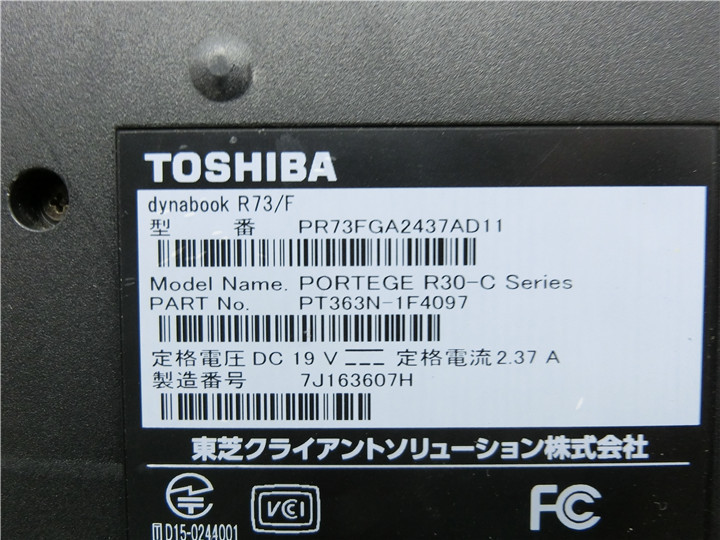 TOSHIBA
dynabook R73/F
型 番 PR73FGA2437AD11
Model Name. PORTEGE R30-C Series
PART No. PT363N-1F4097
定格電圧 DC 19 V 定格電流 2.37 A
製造番号 7J163607H
東芝クライアントソリューション株式会社
VCI FC
T D15-0244001